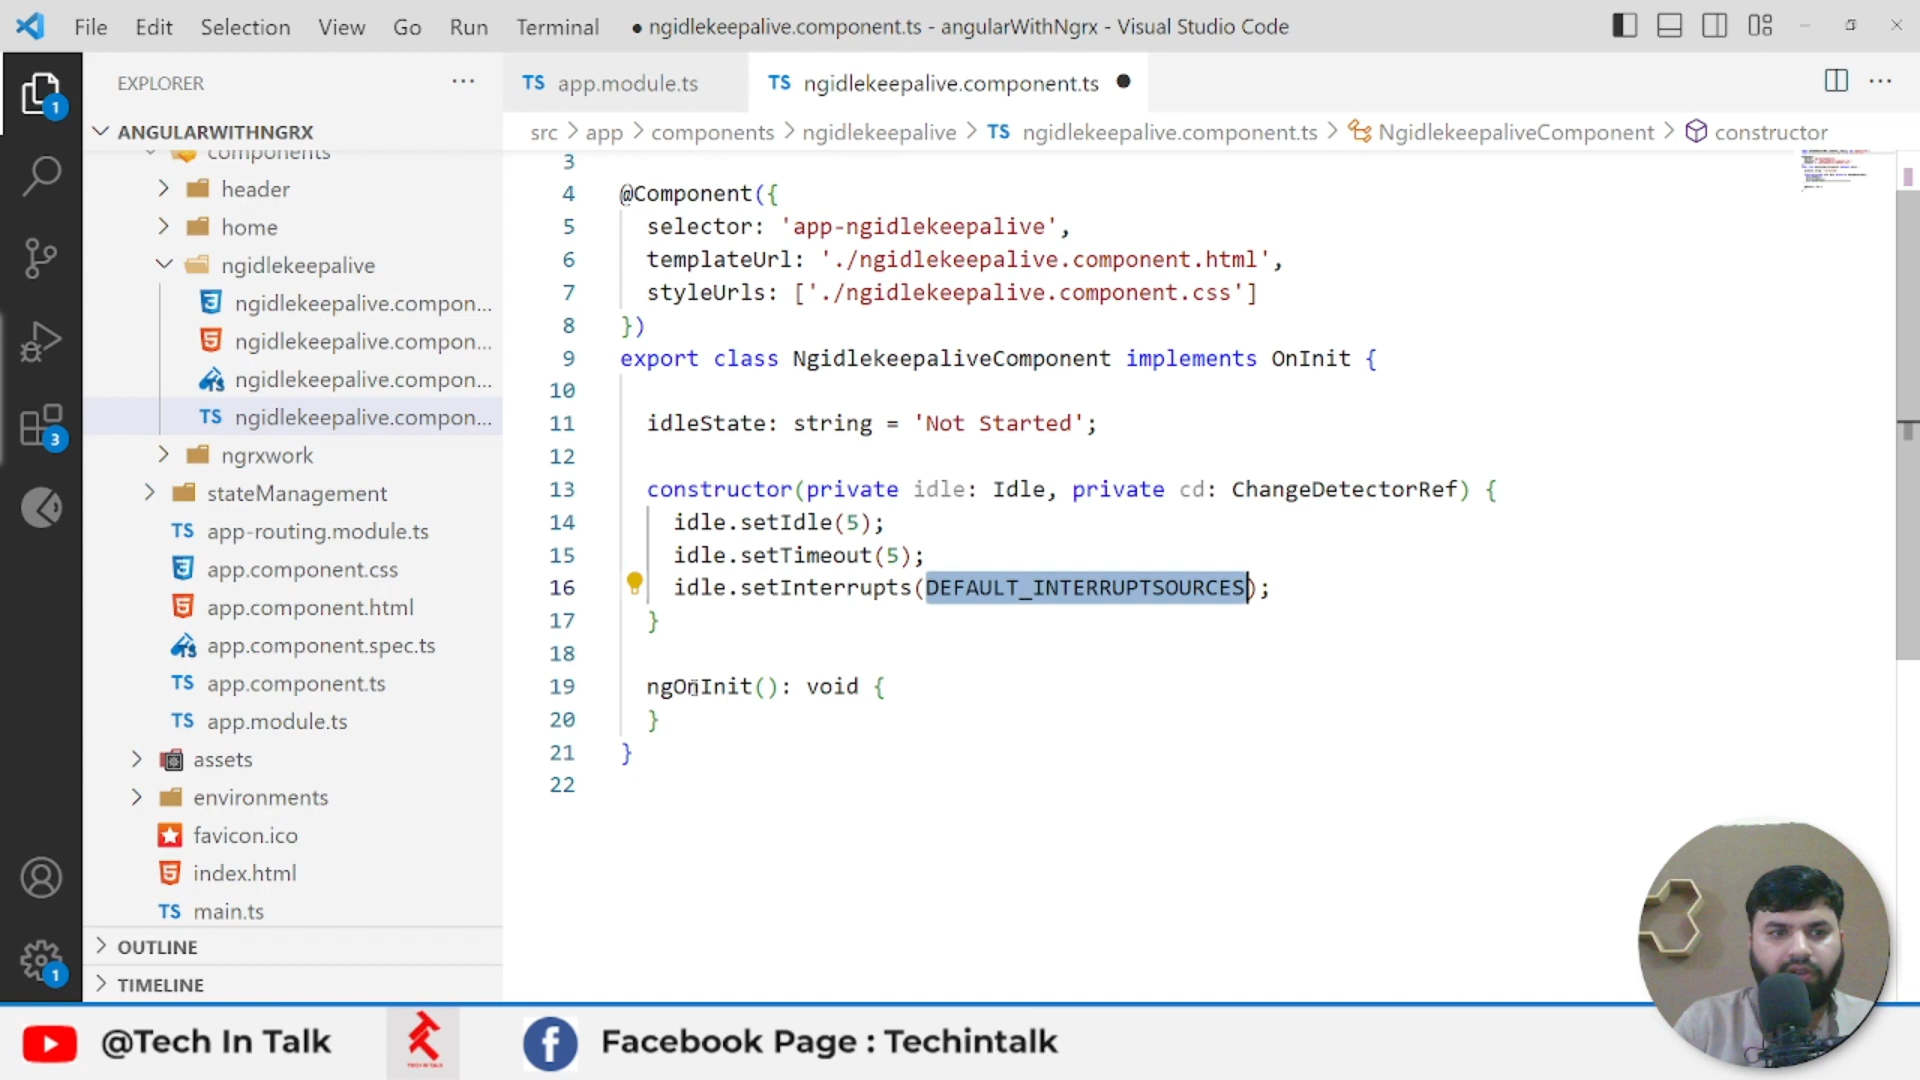 File Edit Selection View Go Run Terminal ● ngidlekeepalive.component.ts - angularWithNgrx - Visual Studio Code
EXPLORER ···
TS app.module.ts
TS ngidlekeepalive.component.ts ●
ANGULARWITHNGRX
src > app > components > ngidlekeepalive > TS ngidlekeepalive.component.ts > NgidlekeepaliveComponent > constructor
components
header
home
ngidlekeepalive
ngidlekeepalive.compon...
ngidlekeepalive.compon...
ngidlekeepalive.compon...
TS ngidlekeepalive.compon...
ngrxwork
stateManagement
TS app-routing.module.ts
app.component.css
app.component.html
app.component.spec.ts
TS app.component.ts
TS app.module.ts
assets
environments
favicon.ico
index.html
TS main.ts
OUTLINE
TIMELINE
1
3
1
3
4 @Component({
5 selector: 'app-ngidlekeepalive',
6 templateUrl: './ngidlekeepalive.component.html',
7 styleUrls: ['./ngidlekeepalive.component.css']
8 })
9 export class NgidlekeepaliveComponent implements OnInit {
10
11 idleState: string = 'Not Started';
12
13 constructor(private idle: Idle, private cd: ChangeDetectorRef) {
14 idle.setIdle(5);
15 idle.setTimeout(5);
16 idle.setInterrupts(DEFAULT_INTERRUPTSOURCES);
17 }
18
19 ngOnInit(): void {
20 }
21 }
22
@Tech In Talk
TECH IN TALK
Facebook Page : Techintalk